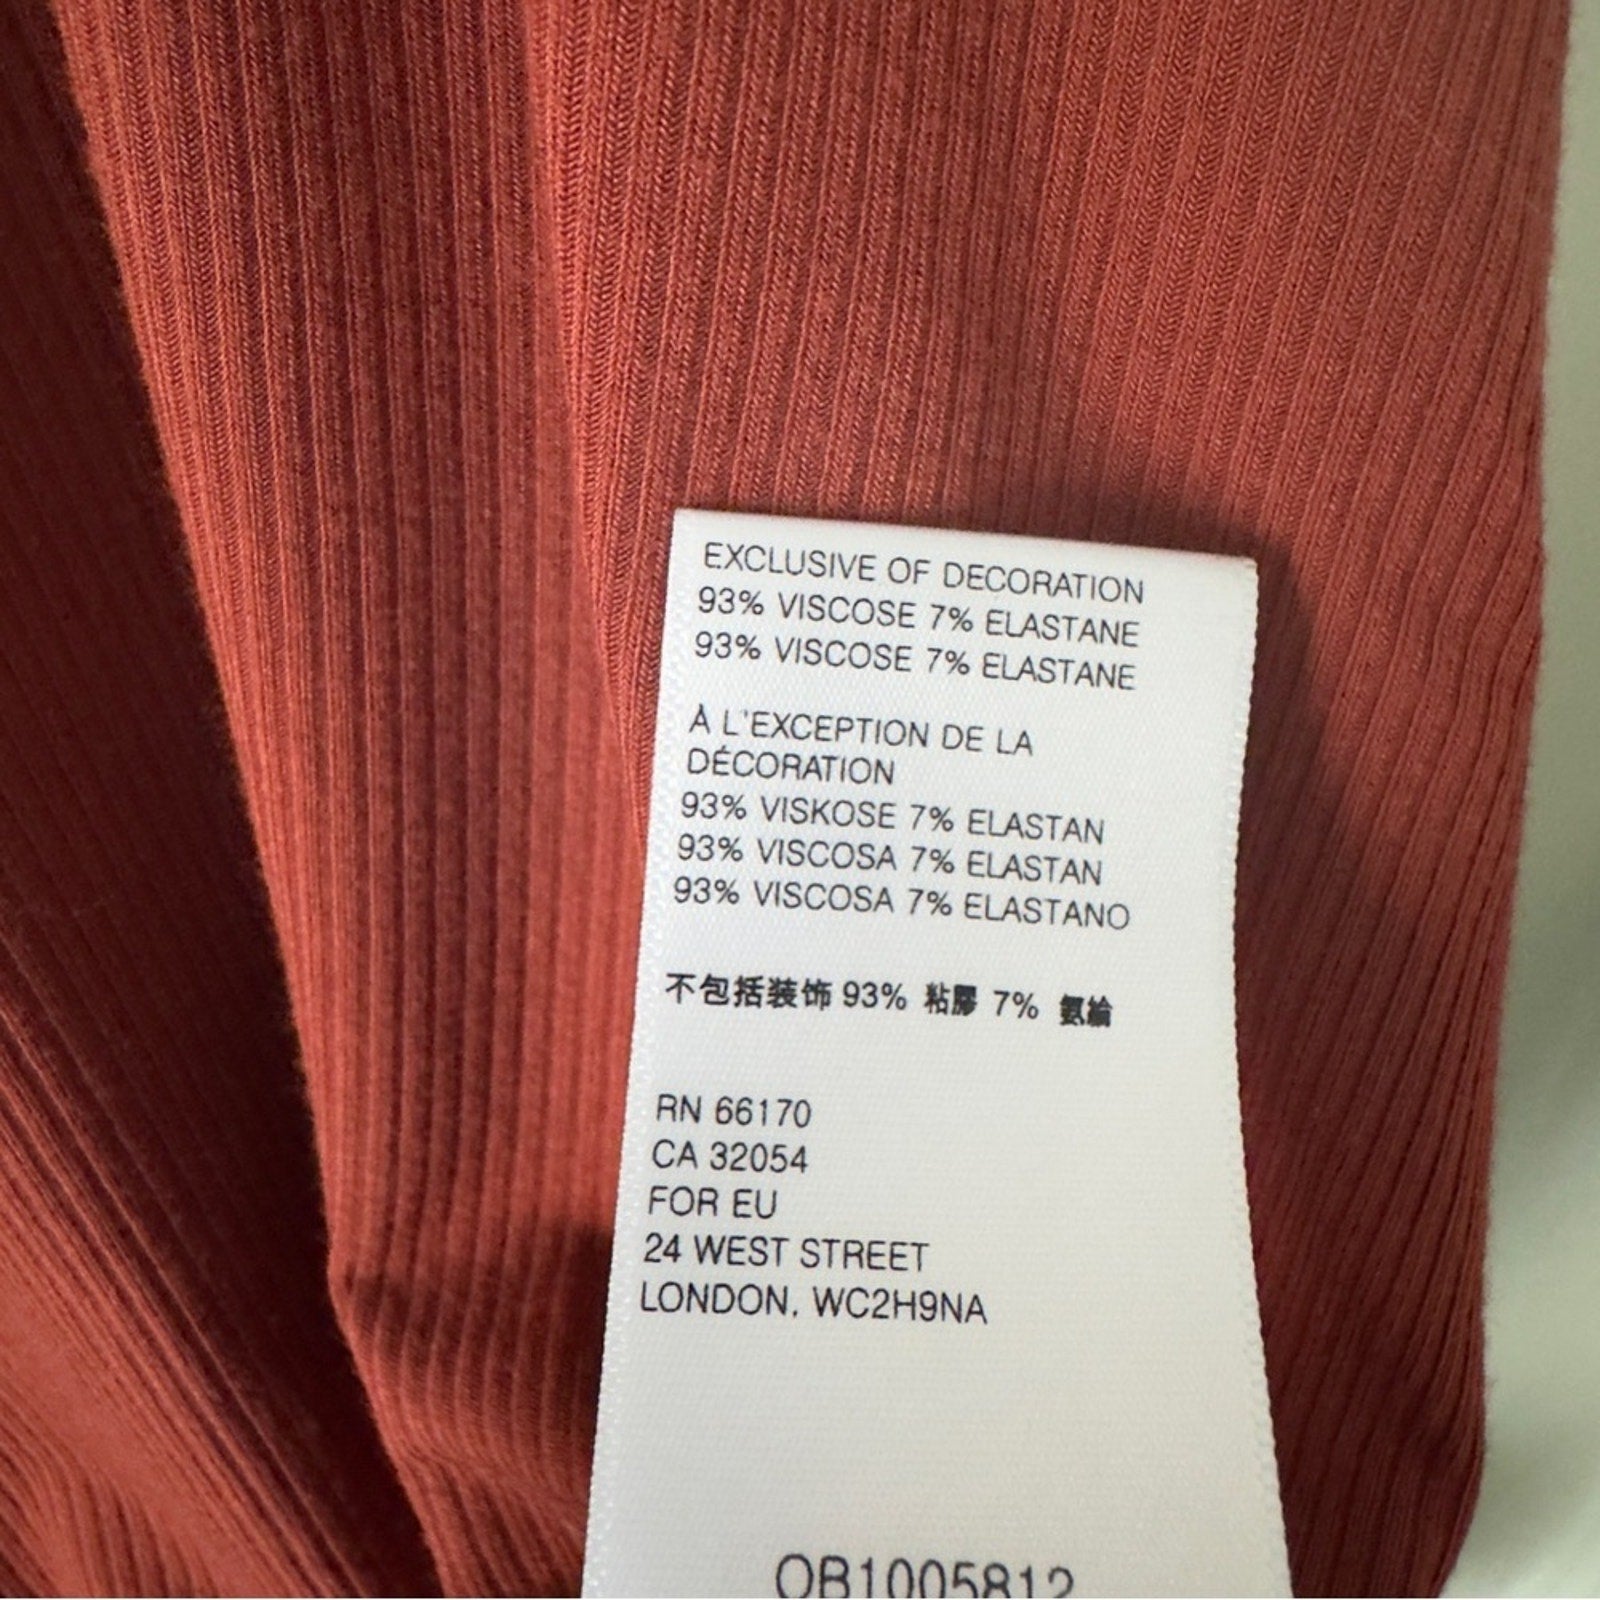 EXCLUSIVE OF DECORATION
93% VISCOSE 7% ELASTANE
93% VISCOSE 7% ELASTANE
À L'EXCEPTION DE LA
DÉCORATION
93% VISKOSE 7% ELASTAN
93% VISCOSA 7% ELASTAN
93% VISCOSA 7% ELASTANO
不包括装饰 93% 粘膠 7% 氨綸
RN 66170
CA 32054
FOR EU
24 WEST STREET
LONDON, WC2H9NA
OB1005812